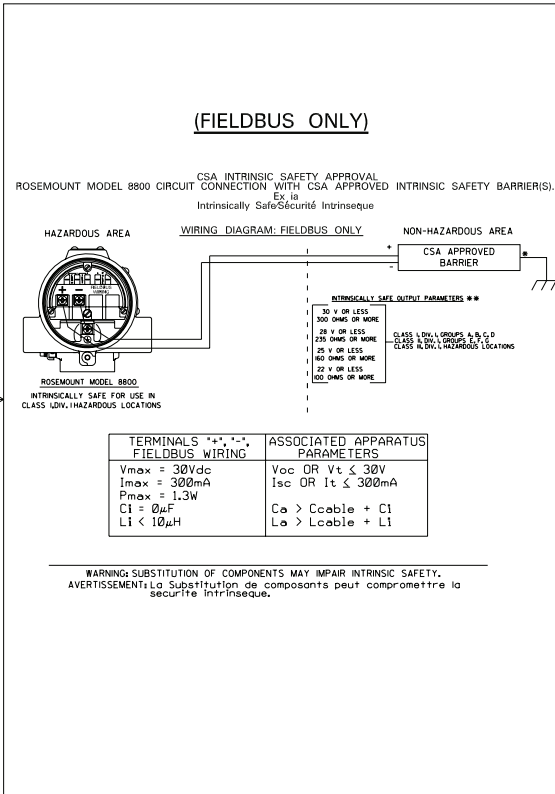 (FIELDBUS ONLY)
CSA INTRINSIC SAFETY APPROVAL
ROSEMOUNT MODEL 8800 CIRCUIT CONNECTION WITH CSA APPROVED INTRINSIC SAFETY BARRIER(S).
Ex ia
Intrinsically Safe/Sécurité Intrinseque
HAZARDOUS AREA
WIRING DIAGRAM: FIELDBUS ONLY
NON-HAZARDOUS AREA
+
CSA APPROVED
BARRIER
*
-
FIELDBUS
WIRING
+ -
INTRINSICALLY SAFE OUTPUT PARAMETERS * *
30 V OR LESS
300 OHMS OR MORE
28 V OR LESS
235 OHMS OR MORE
25 V OR LESS
160 OHMS OR MORE
22 V OR LESS
100 OHMS OR MORE
CLASS I, DIV. I, GROUPS A, B, C, D
CLASS II, DIV. I, GROUPS E, F, G
CLASS III, DIV. I, HAZARDOUS LOCATIONS
ROSEMOUNT MODEL 8800
INTRINSICALLY SAFE FOR USE IN
CLASS I,DIV. I HAZARDOUS LOCATIONS
TERMINALS "+", "-", FIELDBUS WIRING
ASSOCIATED APPARATUS PARAMETERS
Vmax = 30Vdc
Imax = 300mA
Pmax = 1.3W
Ci = 0µF
Li < 10µH
Voc OR Vt ≤ 30V
Isc OR It ≤ 300mA
Ca > Ccable + Ci
La > Lcable + Li
WARNING: SUBSTITUTION OF COMPONENTS MAY IMPAIR INTRINSIC SAFETY.
AVERTISSEMENT: La Substitution de composants peut compromettre la
securite intrinseque.